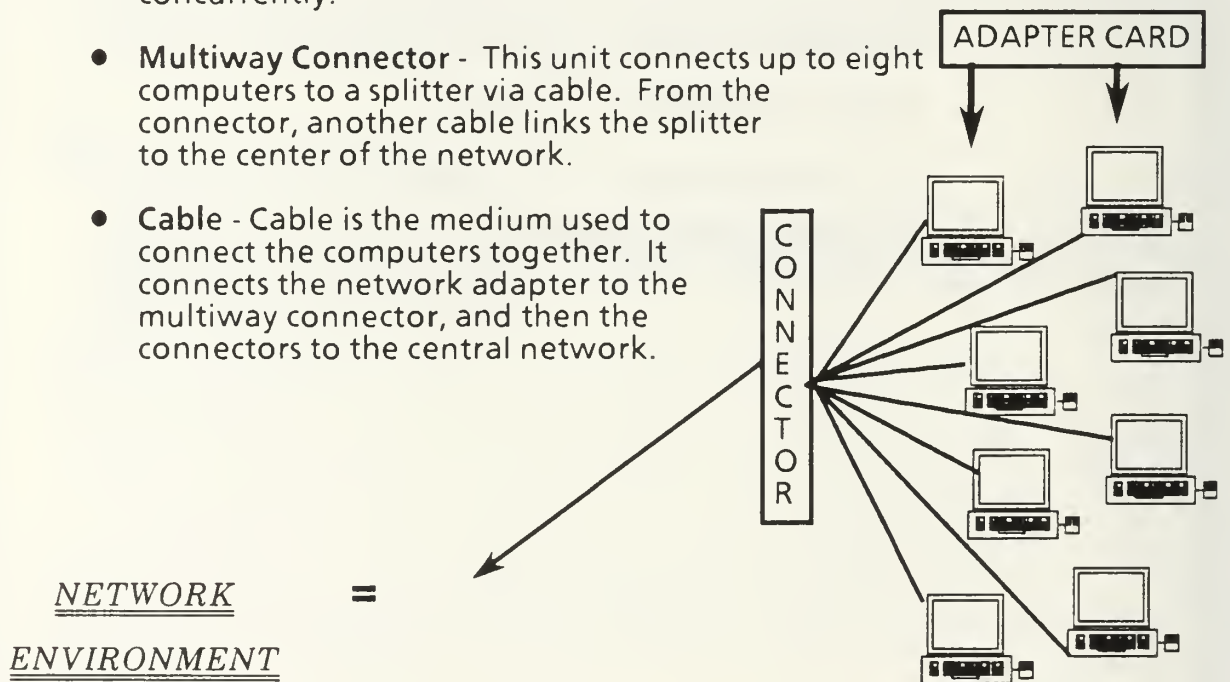 concurrently.
• Multiway Connector - This unit connects up to eight
computers to a splitter via cable. From the
connector, another cable links the splitter
to the center of the network.
• Cable - Cable is the medium used to
connect the computers together. It
connects the network adapter to the
multiway connector, and then the
connectors to the central network.
ADAPTER CARD
CONNECTOR
NETWORK =
ENVIRONMENT